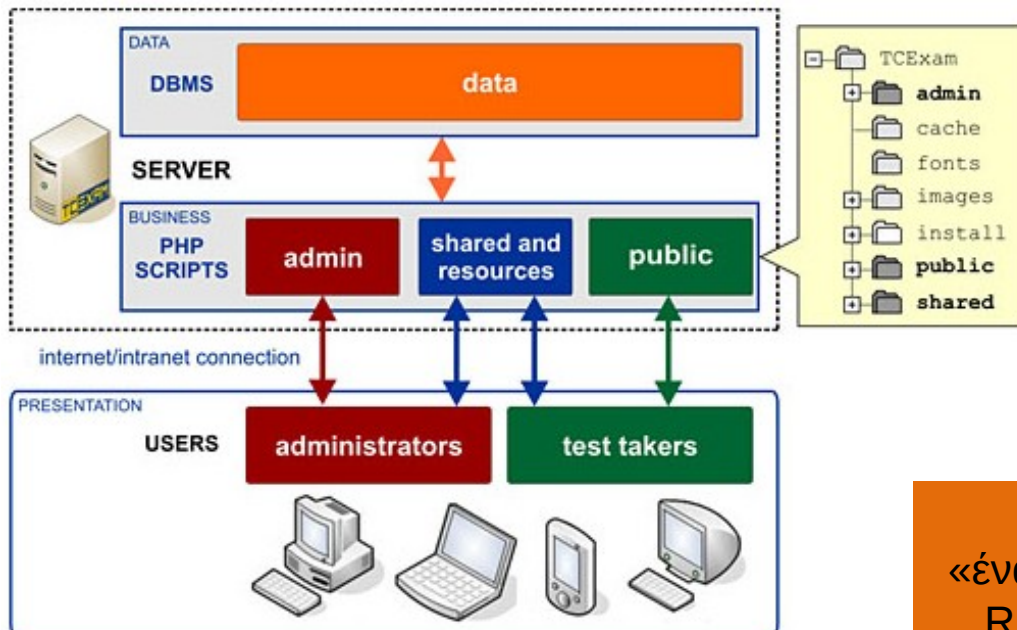 DATA
DBMS
data
SERVER
TCEXAM
BUSINESS
PHP
SCRIPTS
admin
shared and
resources
public
internet/intranet connection
PRESENTATION
USERS
administrators
test takers
TCExam
admin
cache
fonts
images
install
public
shared